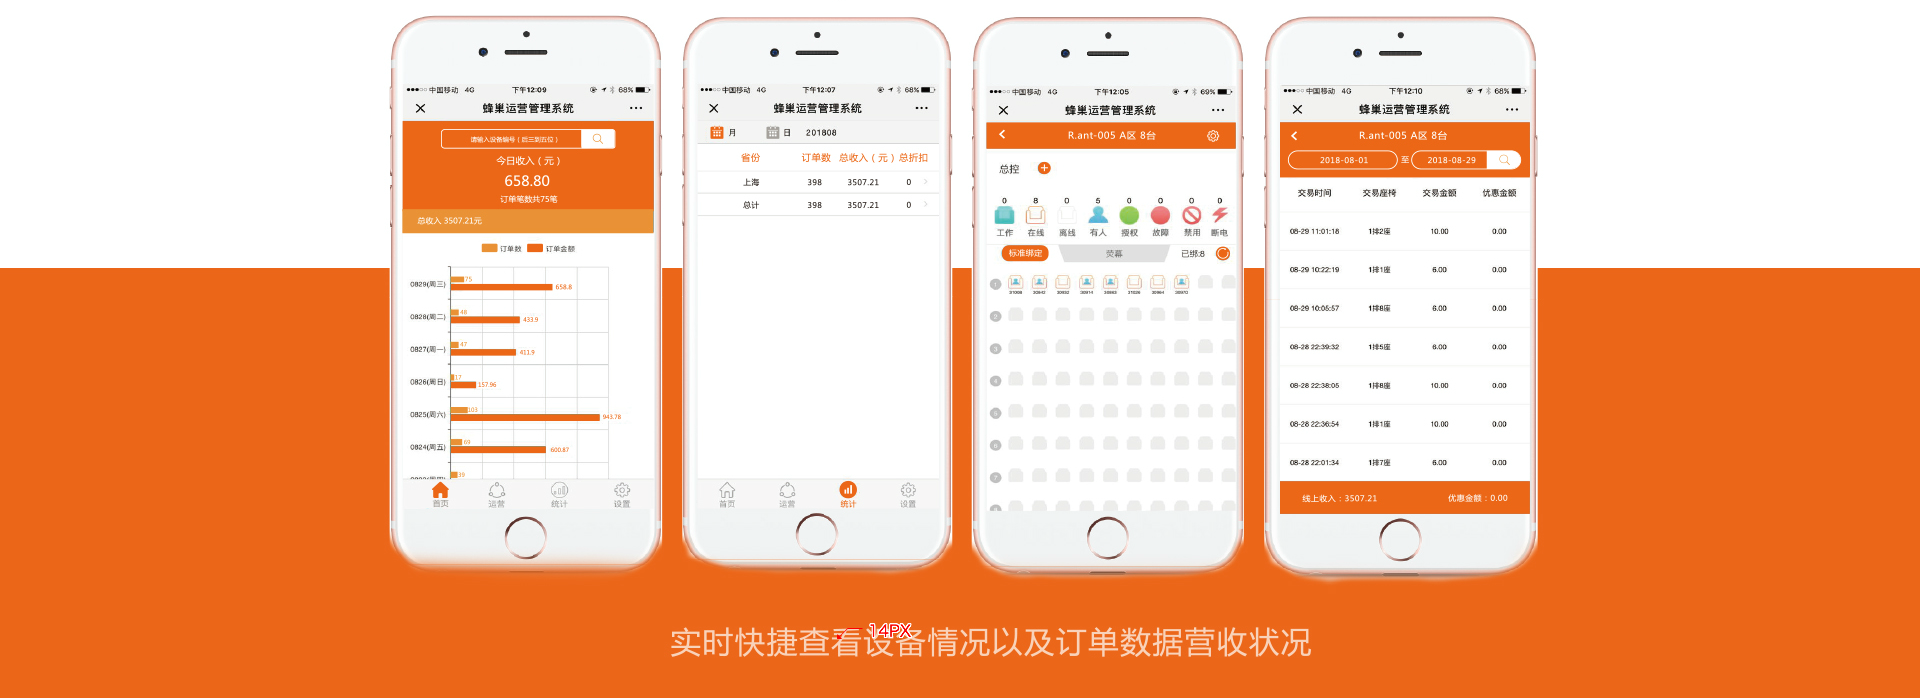 中国移动 4G 下午12:09 68%
蜂巢运营管理系统
请输入设备编号（后三到五位）
今日收入（元）
658.80
订单笔数共75笔
总收入 3507.21元
订单数 订单金额
0829(周三) 75 658.8
0828(周二) 48 433.9
0827(周一) 47 411.9
0826(周日) 17 157.96
0825(周六) 103 943.78
0824(周五) 69 600.87
39
首页 运营 统计 设置
中国移动 4G 下午12:07 68%
蜂巢运营管理系统
月 日 201808
省份 订单数 总收入（元） 总折扣
上海 398 3507.21 0
总计 398 3507.21 0
首页 运营 统计 设置
中国移动 4G 下午12:05 69%
蜂巢运营管理系统
R.ant-005 A区 8台
总控
0 8 0 5 0 0 0 0
工作 在线 离线 有人 授权 故障 禁用 断电
标准绑定 荧幕 已绑:8
1
2
3
4
5
6
7
中国移动 4G 下午12:10 68%
蜂巢运营管理系统
R.ant-005 A区 8台
2018-08-01 至 2018-08-29
交易时间 交易座椅 交易金额 优惠金额
08-29 11:01:18 1排2座 10.00 0.00
08-29 10:22:19 1排1座 6.00 0.00
08-29 10:05:57 1排8座 6.00 0.00
08-28 22:39:32 1排5座 6.00 0.00
08-28 22:38:05 1排8座 10.00 0.00
08-28 22:36:54 1排1座 10.00 0.00
08-28 22:01:34 1排7座 6.00 0.00
线上收入：3507.21 优惠金额：0.00
14PX
实时快捷查看设备情况以及订单数据营收状况